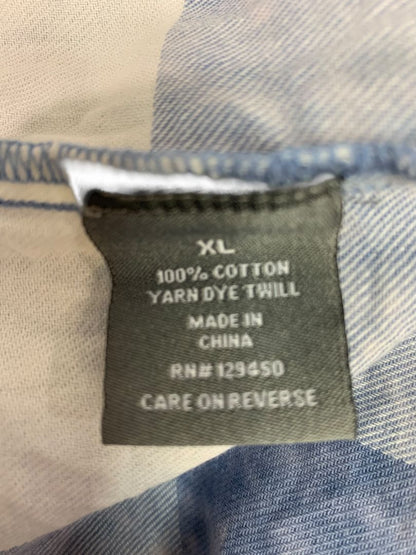 XL
100% COTTON
YARN DYE TWILL
MADE IN
CHINA
RN# 129450
CARE ON REVERSE